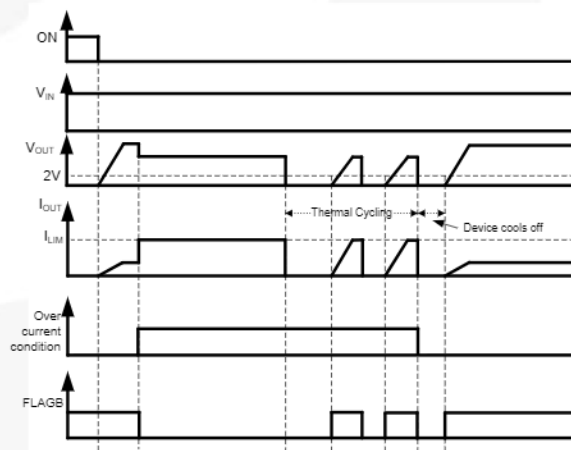 ON
VIN
VOUT
2V
IOUT
Thermal Cycling
Device cools off
ILIM
Over
current
condition
FLAGB